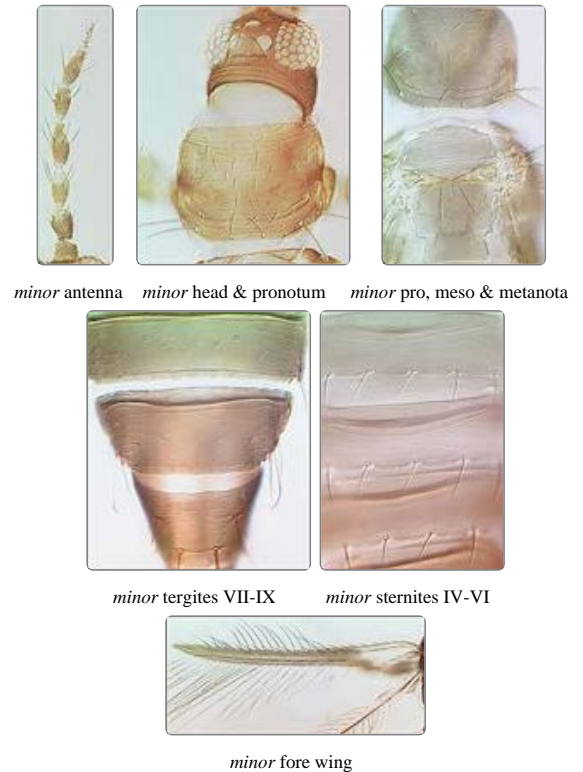 minor antenna minor head & pronotum minor pro, meso & metanota
minor tergites VII-IX minor sternites IV-VI
minor fore wing